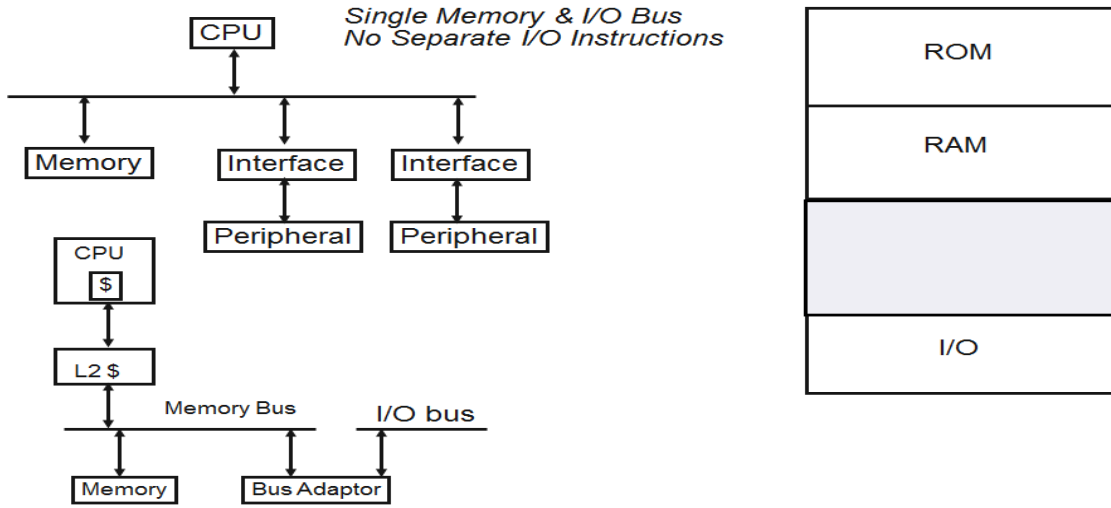 Single Memory & I/O Bus
No Separate I/O Instructions
CPU
Memory
Interface
Interface
Peripheral
Peripheral
CPU
$
L2 $
Memory Bus
I/O bus
Memory
Bus Adaptor
ROM
RAM
I/O